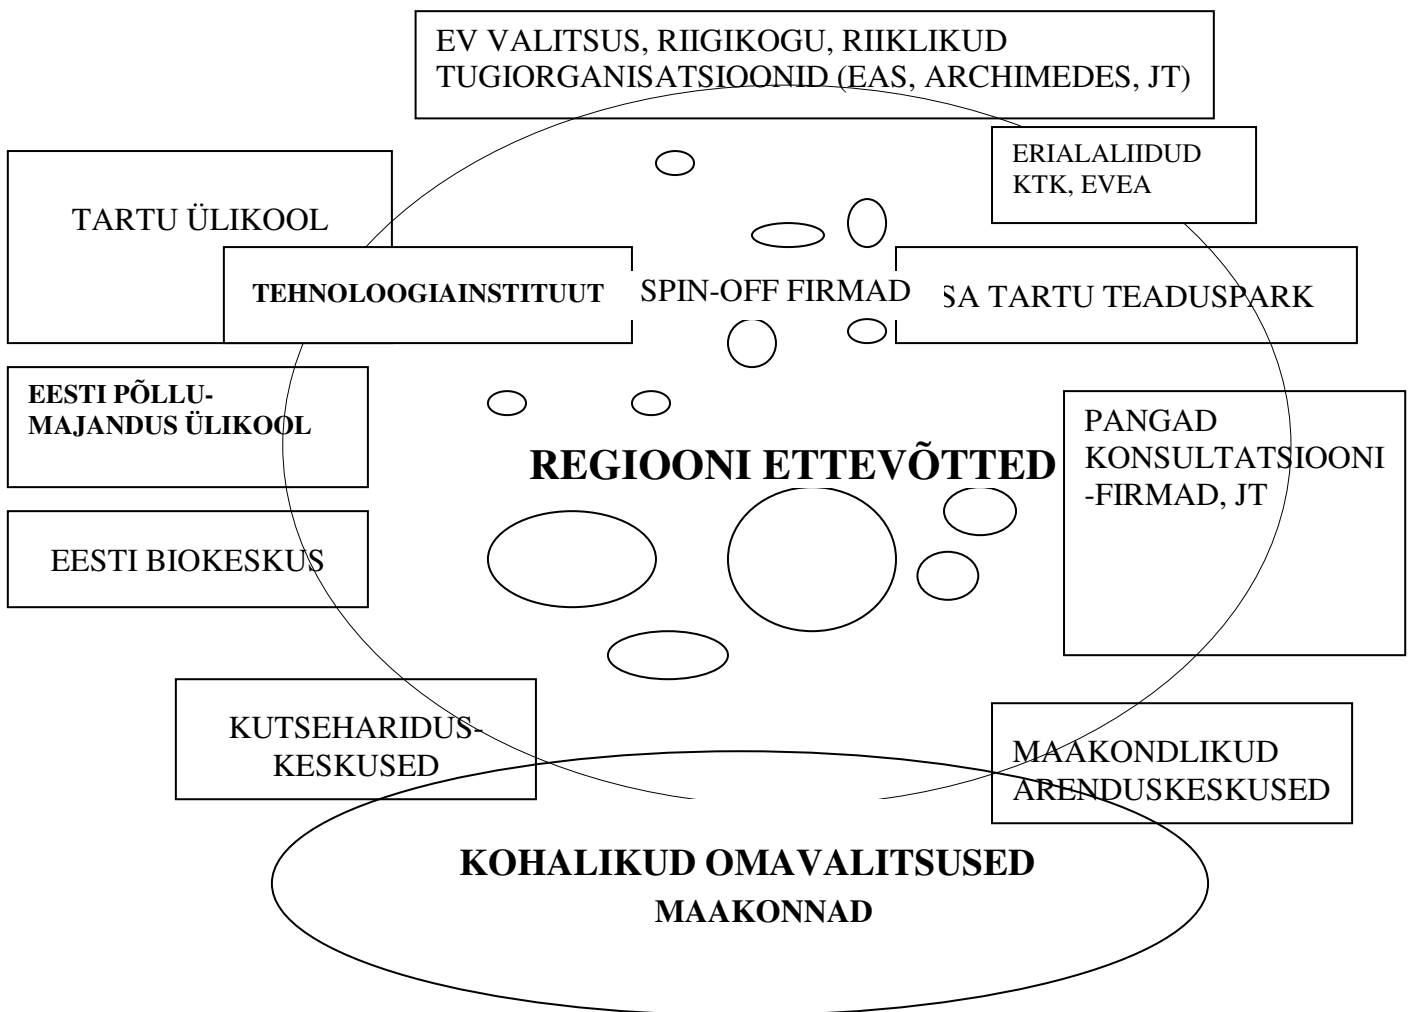 EV VALITSUS, RIIGIKOGU, RIIKLIKUD
TUGIORGANISATSIOONID (EAS, ARCHIMEDES, JT)
ERIALALIIDUD
KTK, EVEA
TARTU ÜLIKOOL
TEHNOLOOGIAINSTITUUT
SPIN-OFF FIRMAD
SA TARTU TEADUSPARK
EESTI PÕLLU-
MAJANDUS ÜLIKOOL
REGIOONI ETTEVÕTTED
PANGAD
KONSULTATSIOONI
-FIRMAD, JT
EESTI BIOKESKUS
KUTSEHARIDUS-
KESKUSED
MAAKONDLIKUD
ARENDUSKESKUSED
KOHALIKUD OMAVALITSUSED
MAAKONNAD